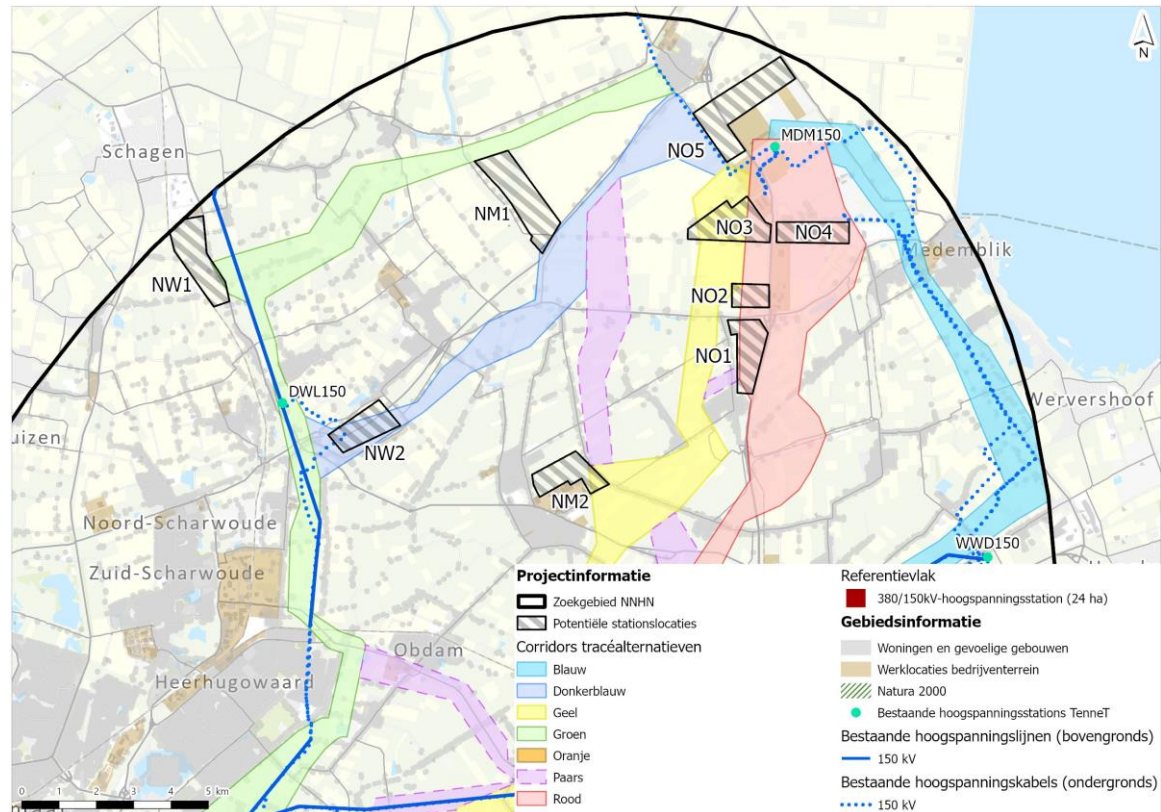 N
MDM150
Schagen
NO5
NM1
NO3
NO4
Medemblik
NW1
NO2
NO1
DWL150
Wervershoof
uizen
NW2
NM2
Noord-Scharwoude
WWD150
Zuid-Scharwoude
Obdam
Heerhugowaard
Projectinformatie
Zoekgebied NNHN
Potentiële stationslocaties
Corridors tracéalternatieven
Blauw
Donkerblauw
Geel
Groen
Oranje
Paars
Rood
Referentievlak
380/150kV-hoogspanningsstation (24 ha)
Gebiedsinformatie
Woningen en gevoelige gebouwen
Werklocaties bedrijventerrein
Natura 2000
Bestaande hoogspanningsstations TenneT
Bestaande hoogspanningslijnen (bovengronds)
150 kV
Bestaande hoogspanningskabels (ondergronds)
150 kV
0 1 2 3 4 5 km